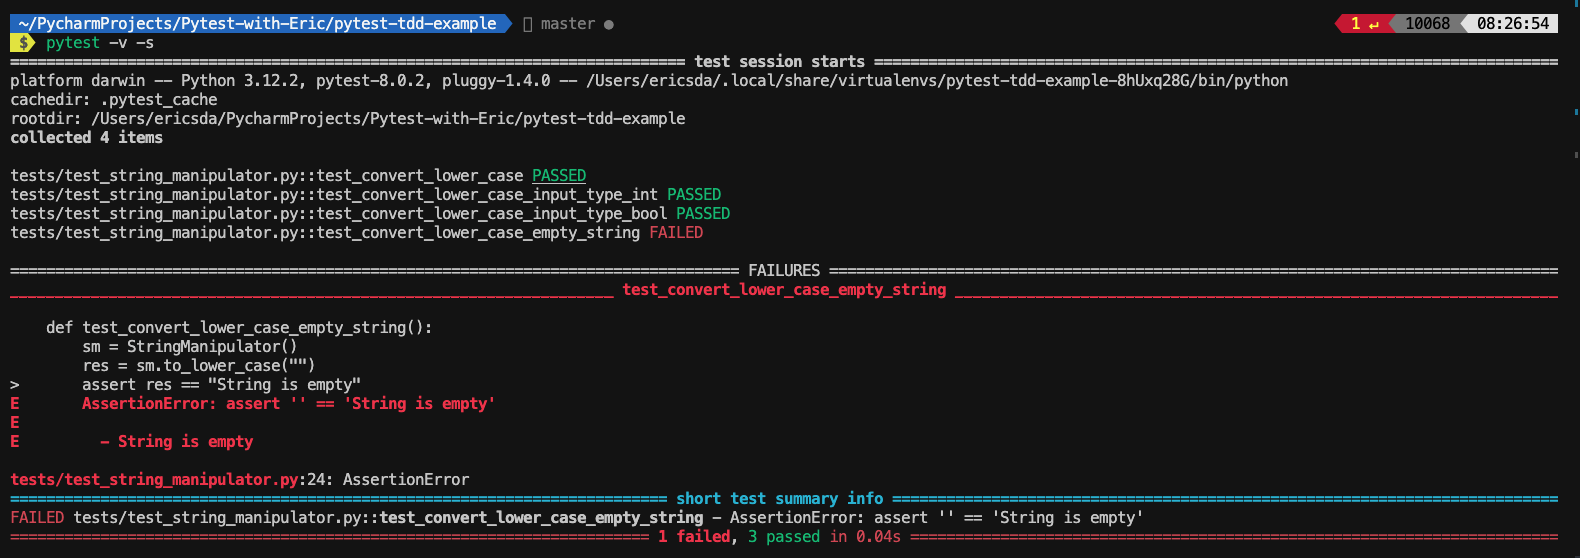 ~/PycharmProjects/Pytest-with-Eric/pytest-tdd-example master ● 1 ↵ 10068 08:26:54
$ pytest -v -s
=========================================================================== test session starts ============================================================================
platform darwin -- Python 3.12.2, pytest-8.0.2, pluggy-1.4.0 -- /Users/ericsda/.local/share/virtualenvs/pytest-tdd-example-8hUxq28G/bin/python
cachedir: .pytest_cache
rootdir: /Users/ericsda/PycharmProjects/Pytest-with-Eric/pytest-tdd-example
collected 4 items
tests/test_string_manipulator.py::test_convert_lower_case PASSED
tests/test_string_manipulator.py::test_convert_lower_case_input_type_int PASSED
tests/test_string_manipulator.py::test_convert_lower_case_input_type_bool PASSED
tests/test_string_manipulator.py::test_convert_lower_case_empty_string FAILED
================================================================================= FAILURES =================================================================================
___________________________________________________________________ test_convert_lower_case_empty_string ___________________________________________________________________
    def test_convert_lower_case_empty_string():
        sm = StringManipulator()
        res = sm.to_lower_case("")
>       assert res == "String is empty"
E       AssertionError: assert '' == 'String is empty'
E
E         - String is empty
tests/test_string_manipulator.py:24: AssertionError
========================================================================= short test summary info ==========================================================================
FAILED tests/test_string_manipulator.py::test_convert_lower_case_empty_string - AssertionError: assert '' == 'String is empty'
======================================================================= 1 failed, 3 passed in 0.04s ========================================================================